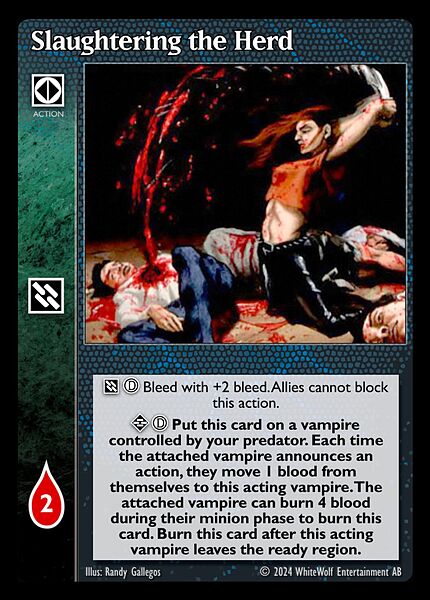 Slaughtering the Herd
ACTION
Ⓓ Bleed with +2 bleed. Allies cannot block
this action.
Ⓓ Put this card on a vampire
controlled by your predator. Each time
the attached vampire announces an
action, they move 1 blood from
themselves to this acting vampire. The
attached vampire can burn 4 blood
during their minion phase to burn this
card. Burn this card after this acting
vampire leaves the ready region.
2
Illus: Randy Gallegos © 2024 WhiteWolf Entertainment AB